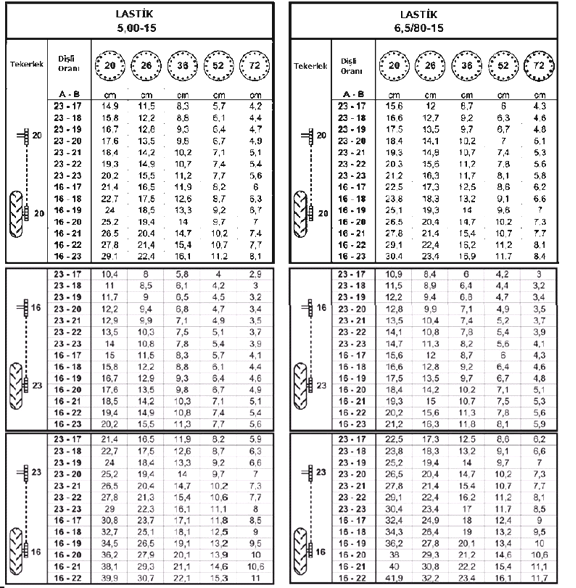 LASTİK
5,00-15
Tekerlek Dişli Oranı 20 26 36 52 72
A - B cm cm cm cm cm
23 - 17 14,9 11,5 8,3 5,7 4,2
23 - 18 15,8 12,2 8,8 6,1 4,4
23 - 19 16,7 12,8 9,3 6,4 4,7
20 23 - 20 17,6 13,5 9,8 6,7 4,9
23 - 21 18,4 14,2 10,2 7,1 5,1
23 - 22 19,3 14,9 10,7 7,4 5,4
23 - 23 20,2 15,5 11,2 7,7 5,6
16 - 17 21,4 16,5 11,9 8,2 6
16 - 18 22,7 17,5 12,6 8,7 6,3
20 16 - 19 24 18,5 13,3 9,2 6,7
16 - 20 25,2 19,4 14 9,7 7
16 - 21 26,5 20,4 14,7 10,2 7,4
16 - 22 27,8 21,4 15,4 10,7 7,7
16 - 23 29,1 22,4 16,1 11,2 8,1
23 - 17 10,4 8 5,8 4 2,9
23 - 18 11 8,5 6,1 4,2 3
23 - 19 11,7 9 6,5 4,5 3,2
16 23 - 20 12,2 9,4 6,8 4,7 3,4
23 - 21 12,9 9,9 7,1 4,9 3,5
23 - 22 13,5 10,3 7,5 5,1 3,7
23 - 23 14 10,8 7,8 5,4 3,9
16 - 17 15 11,5 8,3 5,7 4,1
16 - 18 15,8 12,2 8,8 6,1 4,4
16 - 19 16,7 12,9 9,3 6,4 4,6
23 16 - 20 17,6 13,5 9,8 6,7 4,9
16 - 21 18,5 14,2 10,3 7,1 5,1
16 - 22 19,4 14,9 10,8 7,4 5,4
16 - 23 20,2 15,5 11,3 7,7 5,6
23 - 17 21,4 16,5 11,9 8,2 5,9
23 - 18 22,7 17,5 12,6 8,7 6,3
23 - 19 24 18,4 13,3 9,2 6,6
23 23 - 20 25,2 19,4 14 9,7 7
23 - 21 26,5 20,4 14,7 10,2 7,3
23 - 22 27,8 21,3 15,4 10,6 7,7
23 - 23 29 22,3 16,1 11,1 8
16 - 17 30,8 23,7 17,1 11,8 8,5
16 - 18 32,7 25,1 18,1 12,5 9
16 - 19 34,5 26,5 19,1 13,2 9,5
16 16 - 20 36,2 27,9 20,1 13,9 10
16 - 21 38,1 29,3 21,1 14,6 10,6
16 - 22 39,9 30,7 22,1 15,3 11
LASTİK
6,5/80-15
Tekerlek Dişli Oranı 20 26 36 52 72
A - B cm cm cm cm cm
23 - 17 15,6 12 8,7 6 4,3
23 - 18 16,6 12,7 9,2 6,3 4,6
23 - 19 17,5 13,5 9,7 6,7 4,8
20 23 - 20 18,4 14,1 10,2 7 5,1
23 - 21 19,3 14,8 10,7 7,4 5,3
23 - 22 20,3 15,6 11,2 7,8 5,6
23 - 23 21,2 16,3 11,7 8,1 5,8
16 - 17 22,5 17,3 12,5 8,6 6,2
16 - 18 23,8 18,3 13,2 9,1 6,6
20 16 - 19 25,1 19,3 14 9,6 7
16 - 20 26,5 20,4 14,7 10,2 7,3
16 - 21 27,8 21,4 15,4 10,7 7,7
16 - 22 29,1 22,4 16,2 11,2 8,1
16 - 23 30,4 23,4 16,9 11,7 8,4
23 - 17 10,9 8,4 6 4,2 3
23 - 18 11,5 8,9 6,4 4,4 3,2
23 - 19 12,2 9,4 6,8 4,7 3,4
16 23 - 20 12,8 9,9 7,1 4,9 3,5
23 - 21 13,5 10,4 7,4 5,2 3,7
23 - 22 14,1 10,8 7,8 5,4 3,9
23 - 23 14,7 11,3 8,2 5,6 4,1
16 - 17 15,6 12 8,7 6 4,3
16 - 18 16,6 12,8 9,2 6,4 4,6
16 - 19 17,5 13,5 9,7 6,7 4,8
23 16 - 20 18,4 14,2 10,2 7,1 5,1
16 - 21 19,3 15 10,7 7,5 5,3
16 - 22 20,2 15,6 11,3 7,8 5,6
16 - 23 21,2 16,3 11,8 8,1 5,9
23 - 17 22,5 17,3 12,5 8,6 6,2
23 - 18 23,8 18,3 13,2 9,1 6,6
23 - 19 25,2 19,4 14 9,7 7
23 23 - 20 26,5 20,4 14,7 10,2 7,3
23 - 21 27,8 21,4 15,4 10,7 7,7
23 - 22 29,1 22,4 16,2 11,2 8,1
23 - 23 30,4 23,4 17 11,7 8,5
16 - 17 32,4 24,9 18 12,4 9
16 - 18 34,3 26,4 19 13,2 9,5
16 - 19 36,2 27,8 20,1 13,4 10
16 16 - 20 38 29,3 21,2 14,6 10,6
16 - 21 40 30,8 22,2 15,4 11,1
16 - 22 41,9 32,2 23,4 16,1 11,7